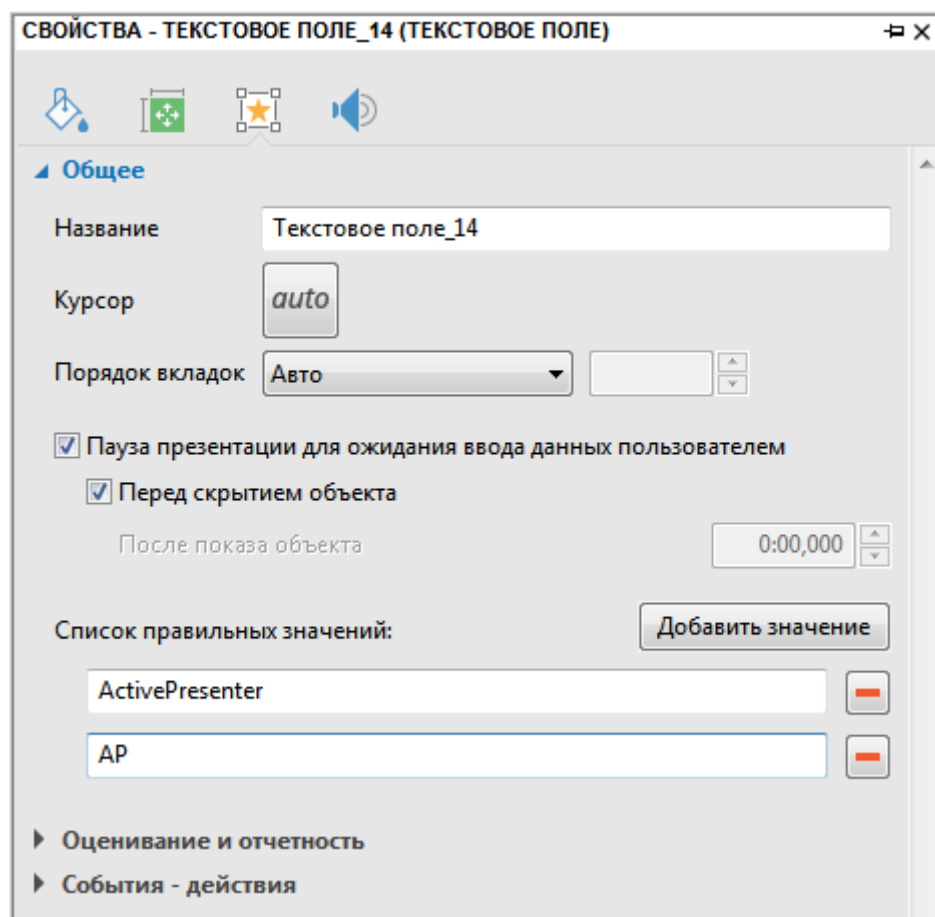 СВОЙСТВА - ТЕКСТОВОЕ ПОЛЕ_14 (ТЕКСТОВОЕ ПОЛЕ)
Общее
Название Текстовое поле_14
Курсор auto
Порядок вкладок Авто
Пауза презентации для ожидания ввода данных пользователем
Перед скрытием объекта
После показа объекта 0:00,000
Список правильных значений: Добавить значение
ActivePresenter
AP
Оценивание и отчетность
События - действия